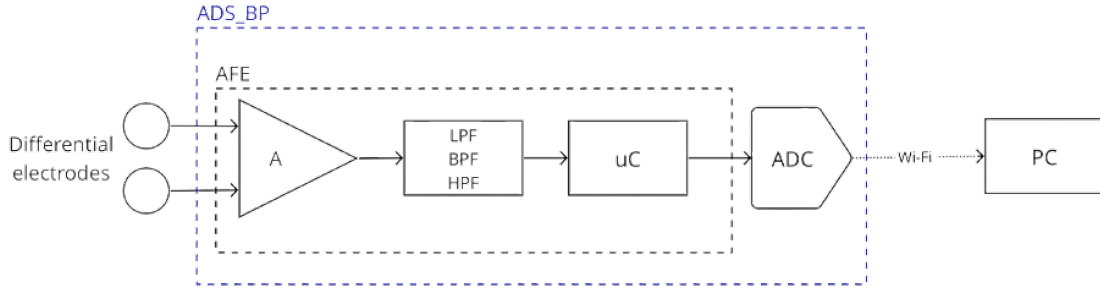 ADS_BP
AFE
Differential
electrodes
A
LPF
BPF
HPF
uC
ADC
Wi-Fi
PC